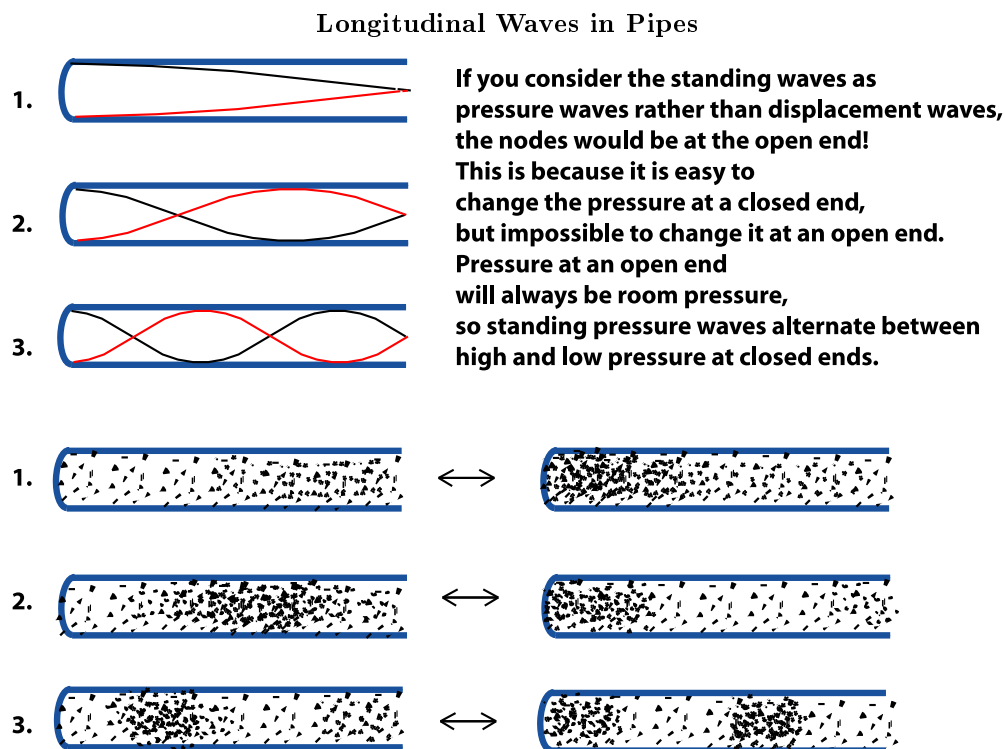 Longitudinal Waves in Pipes
1.
2.
3.
If you consider the standing waves as
pressure waves rather than displacement waves,
the nodes would be at the open end!
This is because it is easy to
change the pressure at a closed end,
but impossible to change it at an open end.
Pressure at an open end
will always be room pressure,
so standing pressure waves alternate between
high and low pressure at closed ends.
1.
2.
3.